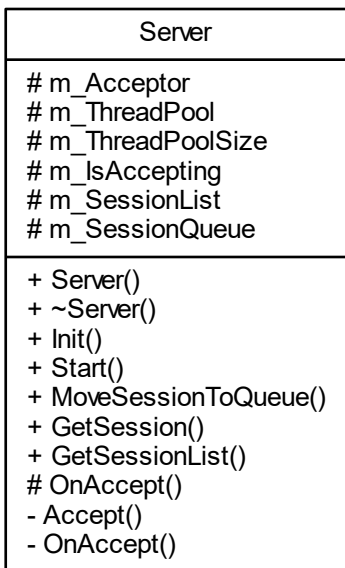 Server
# m_Acceptor
# m_ThreadPool
# m_ThreadPoolSize
# m_IsAccepting
# m_SessionList
# m_SessionQueue
+ Server()
+ ~Server()
+ Init()
+ Start()
+ MoveSessionToQueue()
+ GetSession()
+ GetSessionList()
# OnAccept()
- Accept()
- OnAccept()